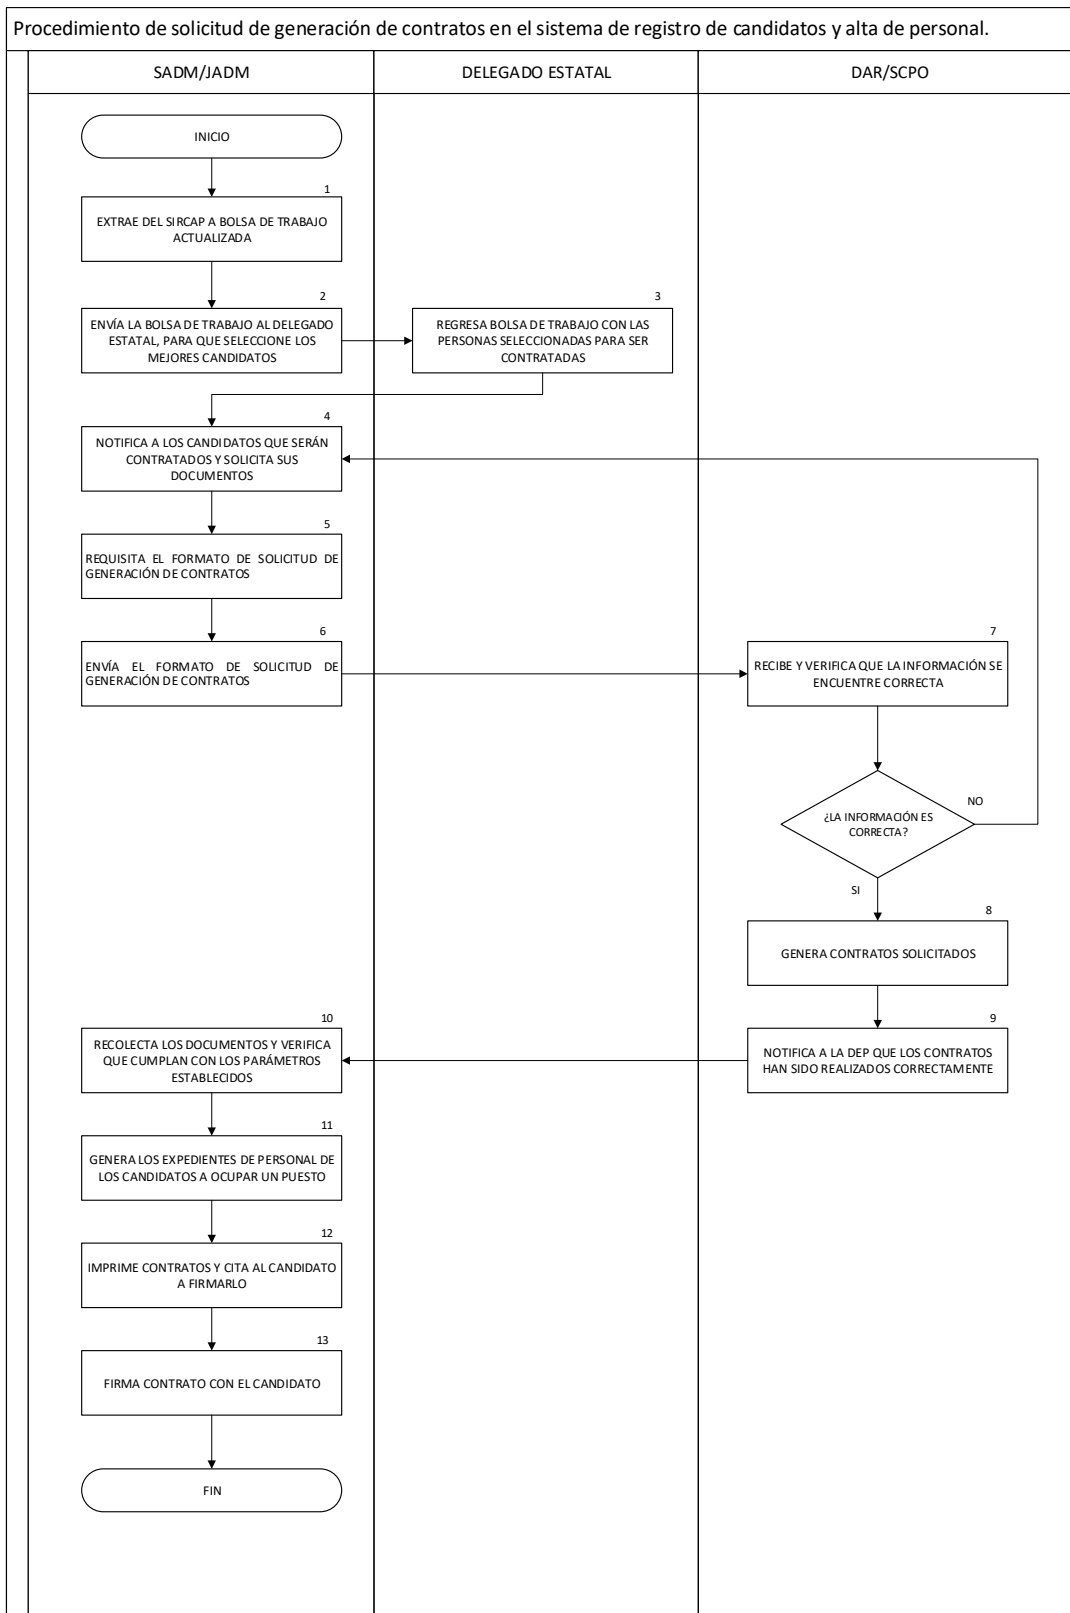 Procedimiento de solicitud de generación de contratos en el sistema de registro de candidatos y alta de personal.
SADM/JADM
DELEGADO ESTATAL
DAR/SCPO
INICIO
1
EXTRAE DEL SIRCAP A BOLSA DE TRABAJO
ACTUALIZADA
2
ENVÍA LA BOLSA DE TRABAJO AL DELEGADO
ESTATAL, PARA QUE SELECCIONE LOS
MEJORES CANDIDATOS
3
REGRESA BOLSA DE TRABAJO CON LAS
PERSONAS SELECCIONADAS PARA SER
CONTRATADAS
4
NOTIFICA A LOS CANDIDATOS QUE SERÁN
CONTRATADOS Y SOLICITA SUS
DOCUMENTOS
5
REQUISITA EL FORMATO DE SOLICITUD DE
GENERACIÓN DE CONTRATOS
6
ENVÍA EL FORMATO DE SOLICITUD DE
GENERACIÓN DE CONTRATOS
7
RECIBE Y VERIFICA QUE LA INFORMACIÓN SE
ENCUENTRE CORRECTA
¿LA INFORMACIÓN ES
CORRECTA?
NO
SI
8
GENERA CONTRATOS SOLICITADOS
9
NOTIFICA A LA DEP QUE LOS CONTRATOS
HAN SIDO REALIZADOS CORRECTAMENTE
10
RECOLECTA LOS DOCUMENTOS Y VERIFICA
QUE CUMPLAN CON LOS PARÁMETROS
ESTABLECIDOS
11
GENERA LOS EXPEDIENTES DE PERSONAL DE
LOS CANDIDATOS A OCUPAR UN PUESTO
12
IMPRIME CONTRATOS Y CITA AL CANDIDATO
A FIRMARLO
13
FIRMA CONTRATO CON EL CANDIDATO
FIN